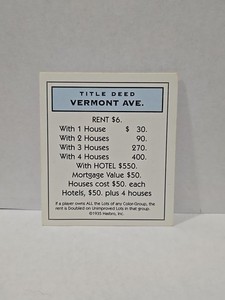 TITLE DEED
VERMONT AVE.
RENT $6.
With 1 House $ 30.
With 2 Houses 90.
With 3 Houses 270.
With 4 Houses 400.
With HOTEL $550.
Mortgage Value $50.
Houses cost $50. each
Hotels, $50. plus 4 houses
If a player owns ALL the Lots of any Color-Group, the
rent is Doubled on Unimproved Lots in that group.
©1935 Hasbro, Inc.